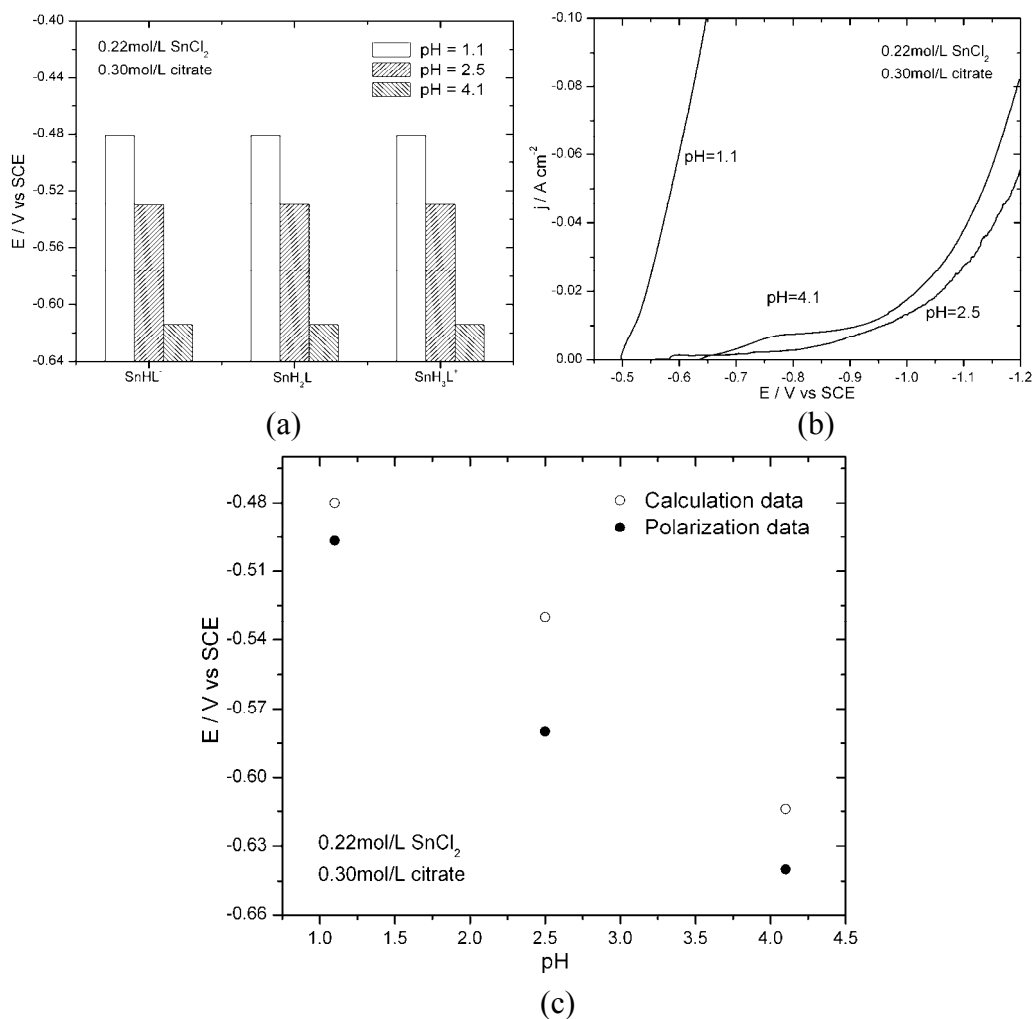 -0.40
-0.44
-0.48
-0.52
-0.56
-0.60
-0.64
E / V vs SCE
0.22mol/L SnCl₂
0.30mol/L citrate
pH = 1.1
pH = 2.5
pH = 4.1
SnHL⁻ SnH₂L SnH₃L⁺
(a)
-0.10
-0.08
-0.06
-0.04
-0.02
0.00
j / A cm⁻²
0.22mol/L SnCl₂
0.30mol/L citrate
pH=1.1
pH=4.1
pH=2.5
-0.5 -0.6 -0.7 -0.8 -0.9 -1.0 -1.1 -1.2
E / V vs SCE
(b)
-0.48
-0.51
-0.54
-0.57
-0.60
-0.63
-0.66
E / V vs SCE
Calculation data
Polarization data
0.22mol/L SnCl₂
0.30mol/L citrate
1.0 1.5 2.0 2.5 3.0 3.5 4.0 4.5
pH
(c)